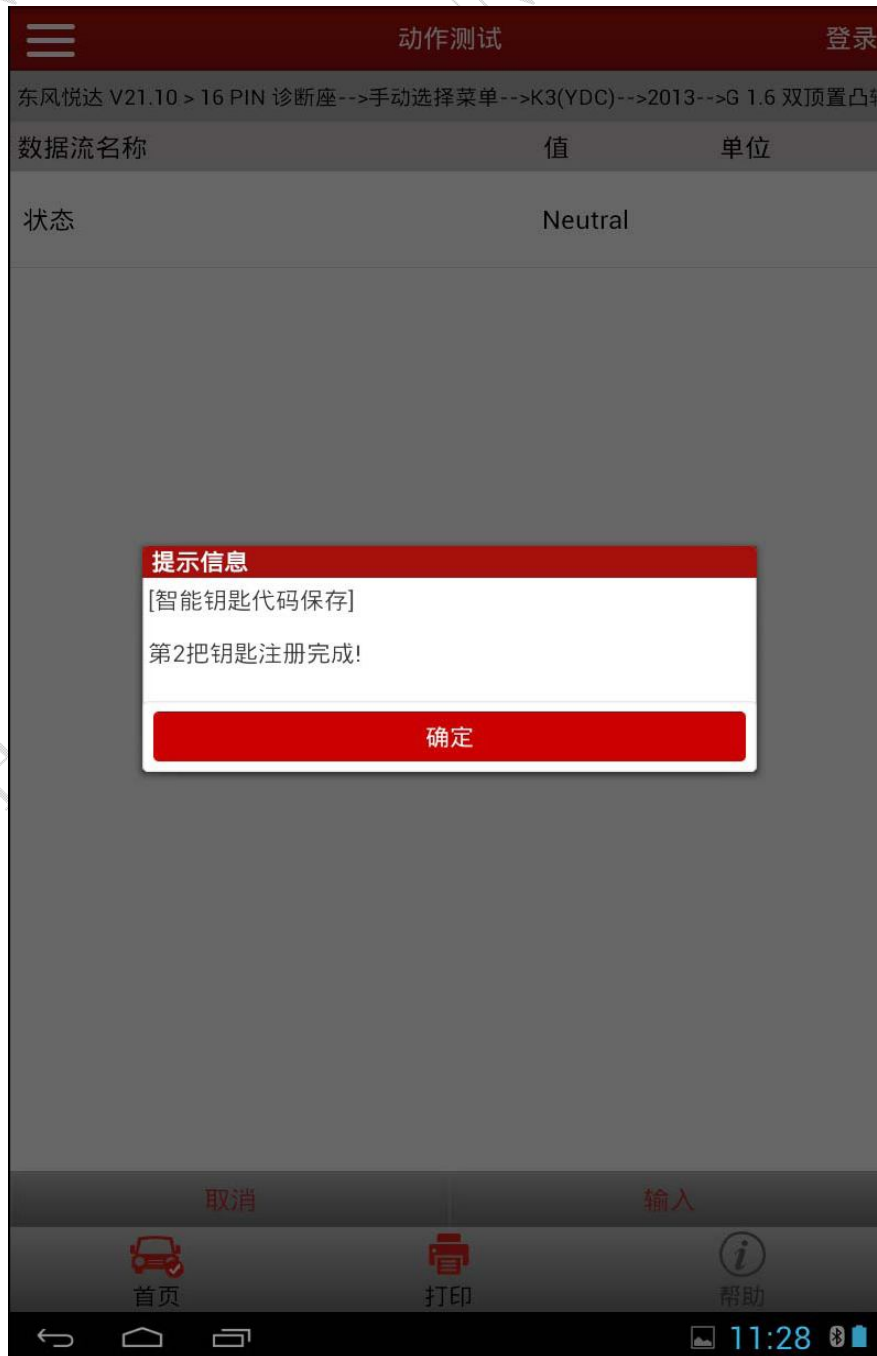 动作测试
登录
东风悦达 V21.10 > 16 PIN 诊断座-->手动选择菜单-->K3(YDC)-->2013-->G 1.6 双顶置凸
数据流名称 值 单位
状态 Neutral
提示信息
[智能钥匙代码保存]
第2把钥匙注册完成!
确定
取消 输入
首页 打印 帮助
11:28